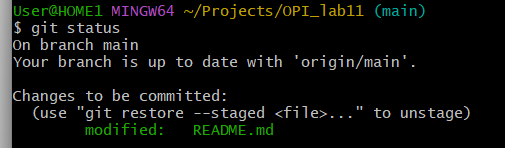 User@HOME1 MINGW64 ~/Projects/OPI_lab11 (main)
$ git status
On branch main
Your branch is up to date with 'origin/main'.

Changes to be committed:
  (use "git restore --staged <file>..." to unstage)
        modified:   README.md